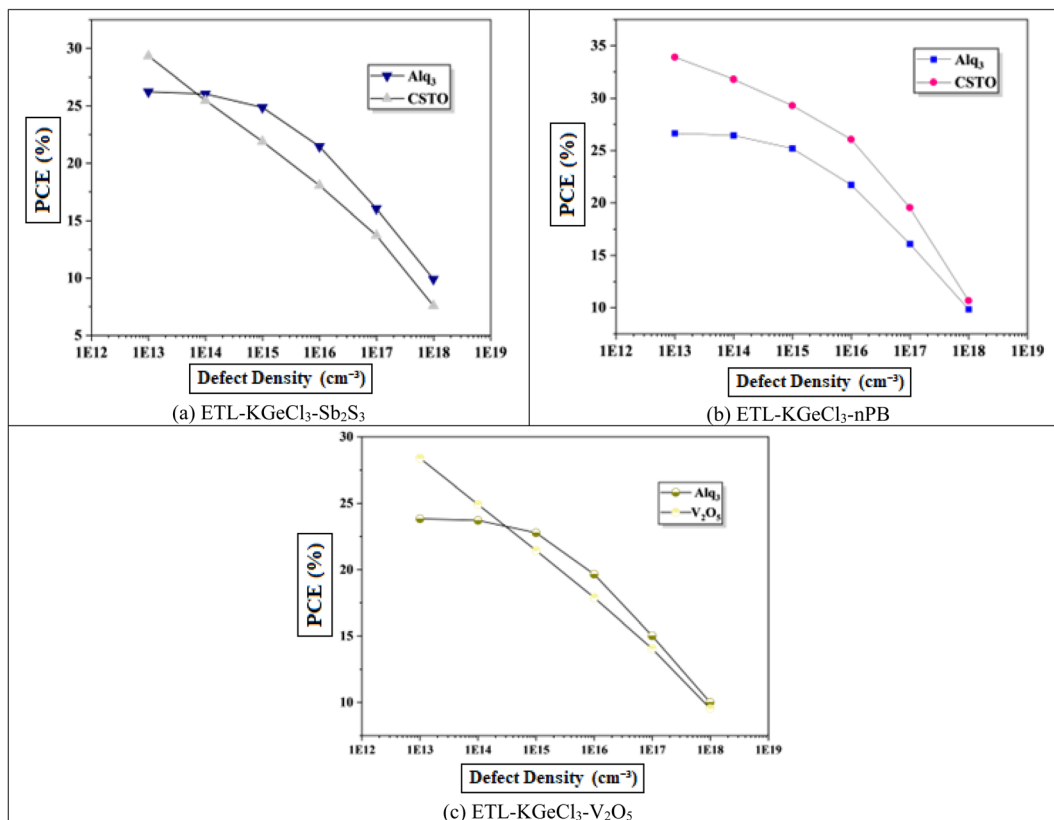 30
25
20
15
10
5
PCE (%)
Alq₃
CSTO
1E12 1E13 1E14 1E15 1E16 1E17 1E18 1E19
Defect Density (cm⁻³)
(a) ETL-KGeCl₃-Sb₂S₃
35
30
25
20
15
10
PCE (%)
Alq₃
CSTO
1E12 1E13 1E14 1E15 1E16 1E17 1E18 1E19
Defect Density (cm⁻³)
(b) ETL-KGeCl₃-nPB
30
25
20
15
10
PCE (%)
Alq₃
V₂O₅
1E12 1E13 1E14 1E15 1E16 1E17 1E18 1E19
Defect Density (cm⁻³)
(c) ETL-KGeCl₃-V₂O₅